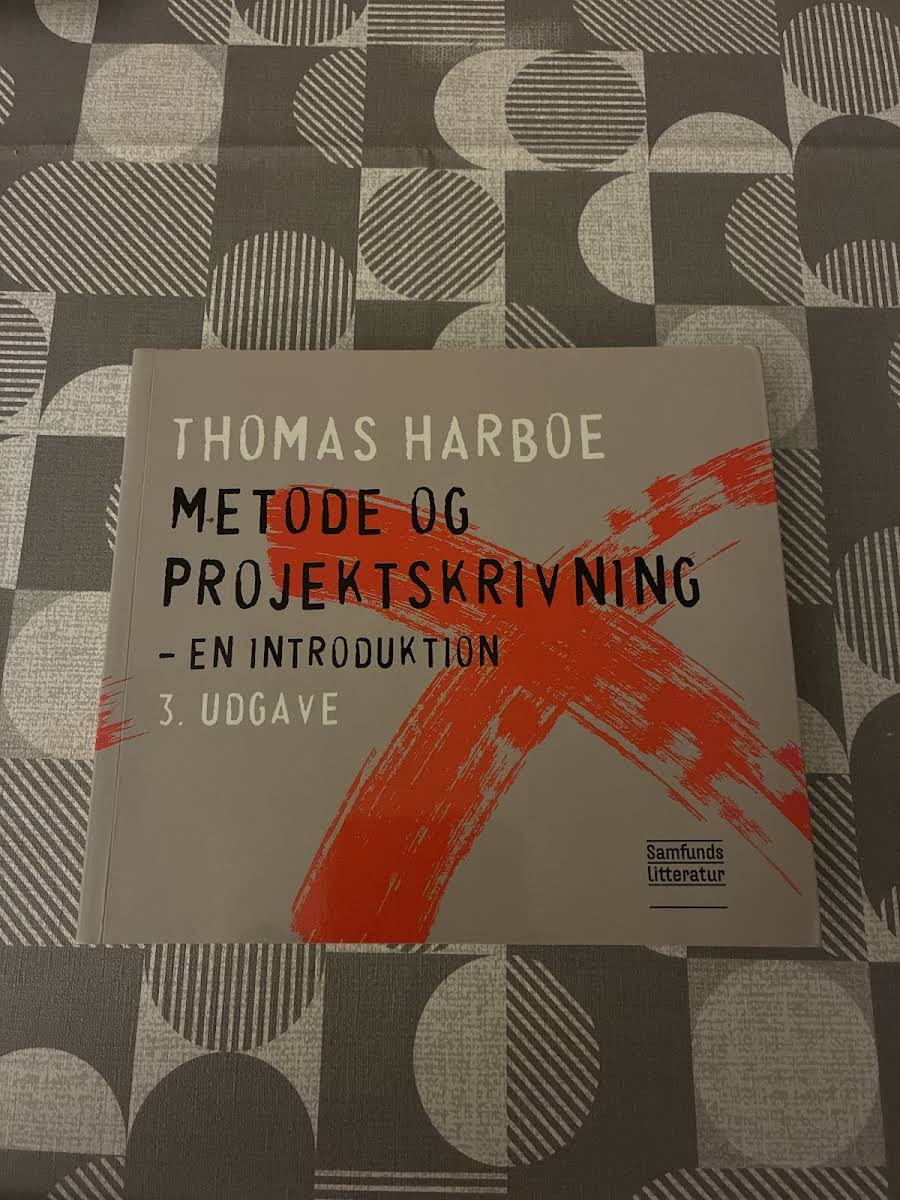 THOMAS HARBOE
METODE OG
PROJEKTSKRIVNING
- EN INTRODUKTION
3. UDGAVE
Samfunds
litteratur